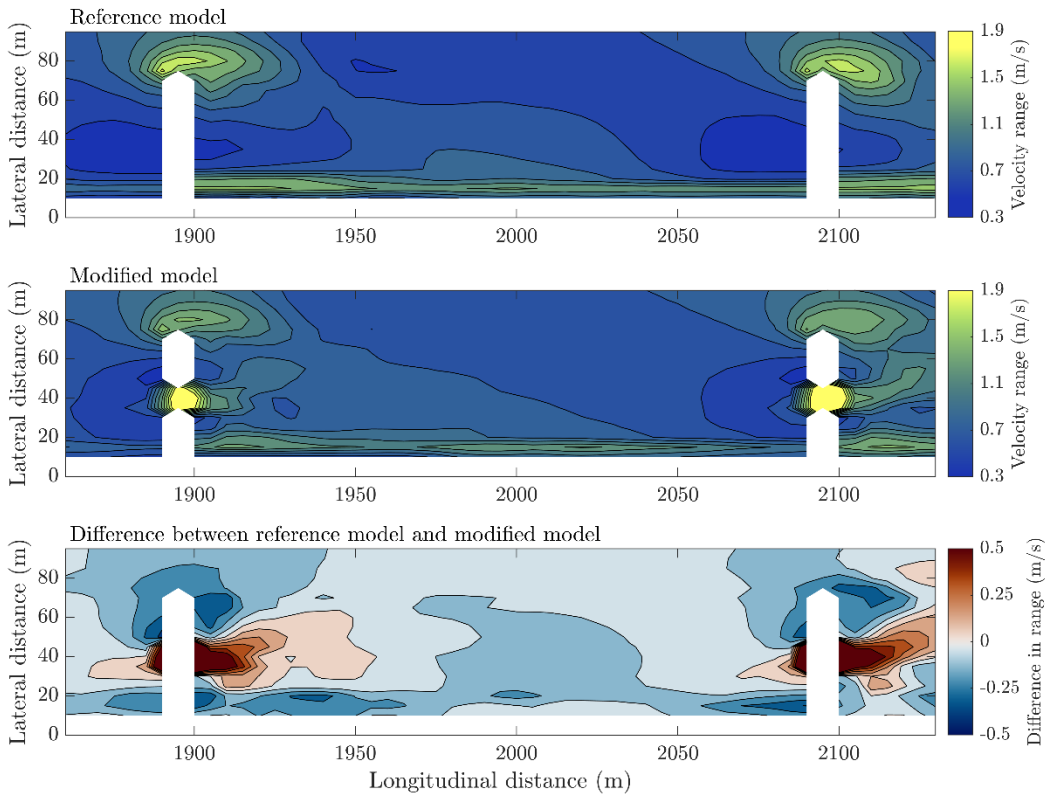 Reference model
Lateral distance (m)
80
60
40
20
0
1900 1950 2000 2050 2100
1.9
1.5
1.1
0.7
0.3
Velocity range (m/s)
Modified model
Lateral distance (m)
80
60
40
20
0
1900 1950 2000 2050 2100
1.9
1.5
1.1
0.7
0.3
Velocity range (m/s)
Difference between reference model and modified model
Lateral distance (m)
80
60
40
20
0
1900 1950 2000 2050 2100
Longitudinal distance (m)
0.5
0.25
0
-0.25
-0.5
Difference in range (m/s)